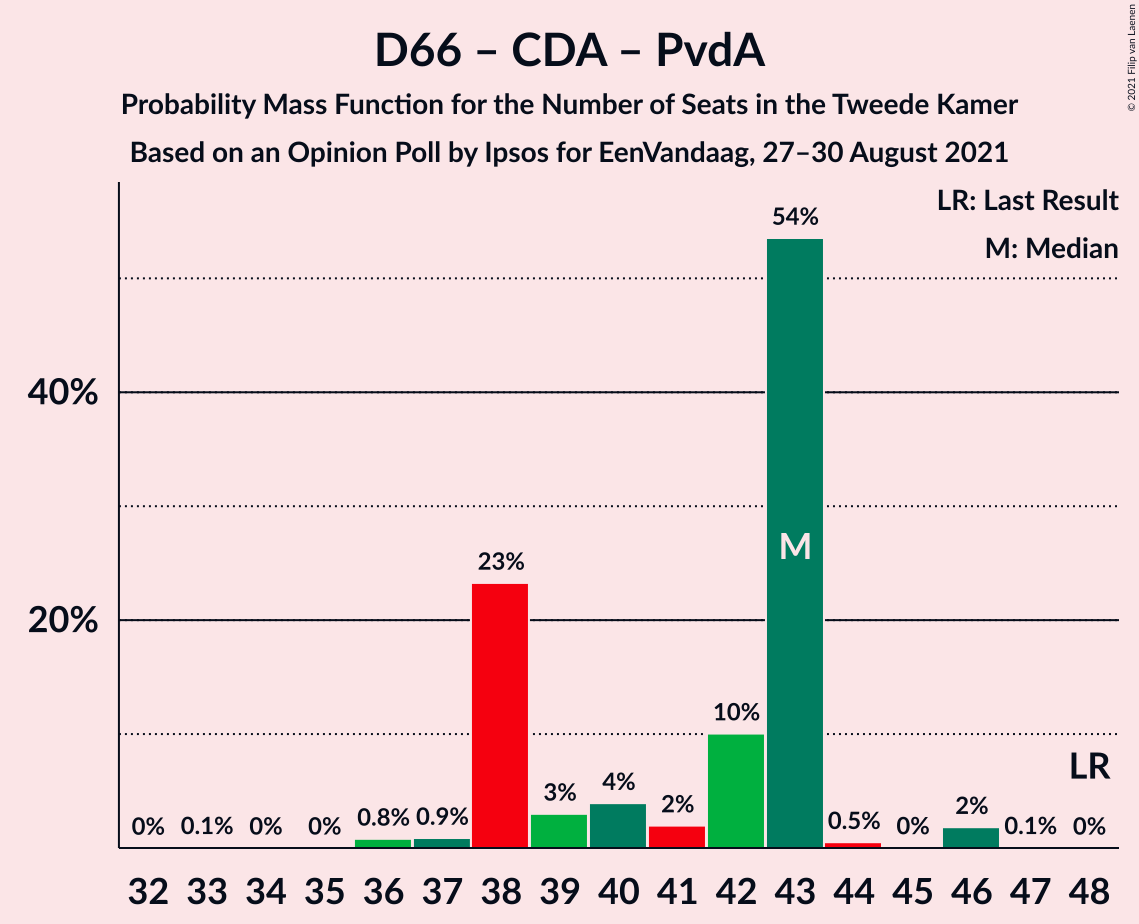 D66 – CDA – PvdA
Probability Mass Function for the Number of Seats in the Tweede Kamer
Based on an Opinion Poll by Ipsos for EenVandaag, 27–30 August 2021
© 2021 Filip van Laenen
LR: Last Result
M: Median
54%
40%
M
23%
20%
10%
LR
0% 0.1% 0% 0% 0.8% 0.9% 3% 4% 2% 0.5% 0% 2% 0.1% 0%
32 33 34 35 36 37 38 39 40 41 42 43 44 45 46 47 48